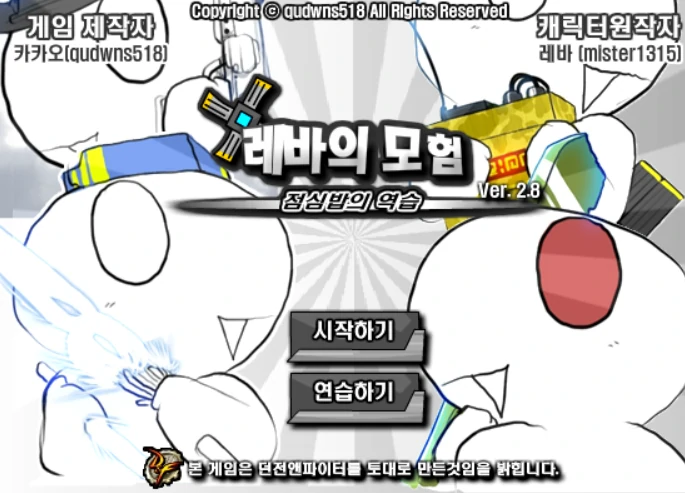 Copyright ⓒ qudwns518 All Rights Reserved
게임 제작자
카카오(qudwns518)
캐릭터원작자
레바 (mister1315)
레바의 모험
Ver. 2.8
점심밥의 역습
시작하기
연습하기
본 게임은 던전앤파이터를 토대로 만든것임을 밝힙니다.